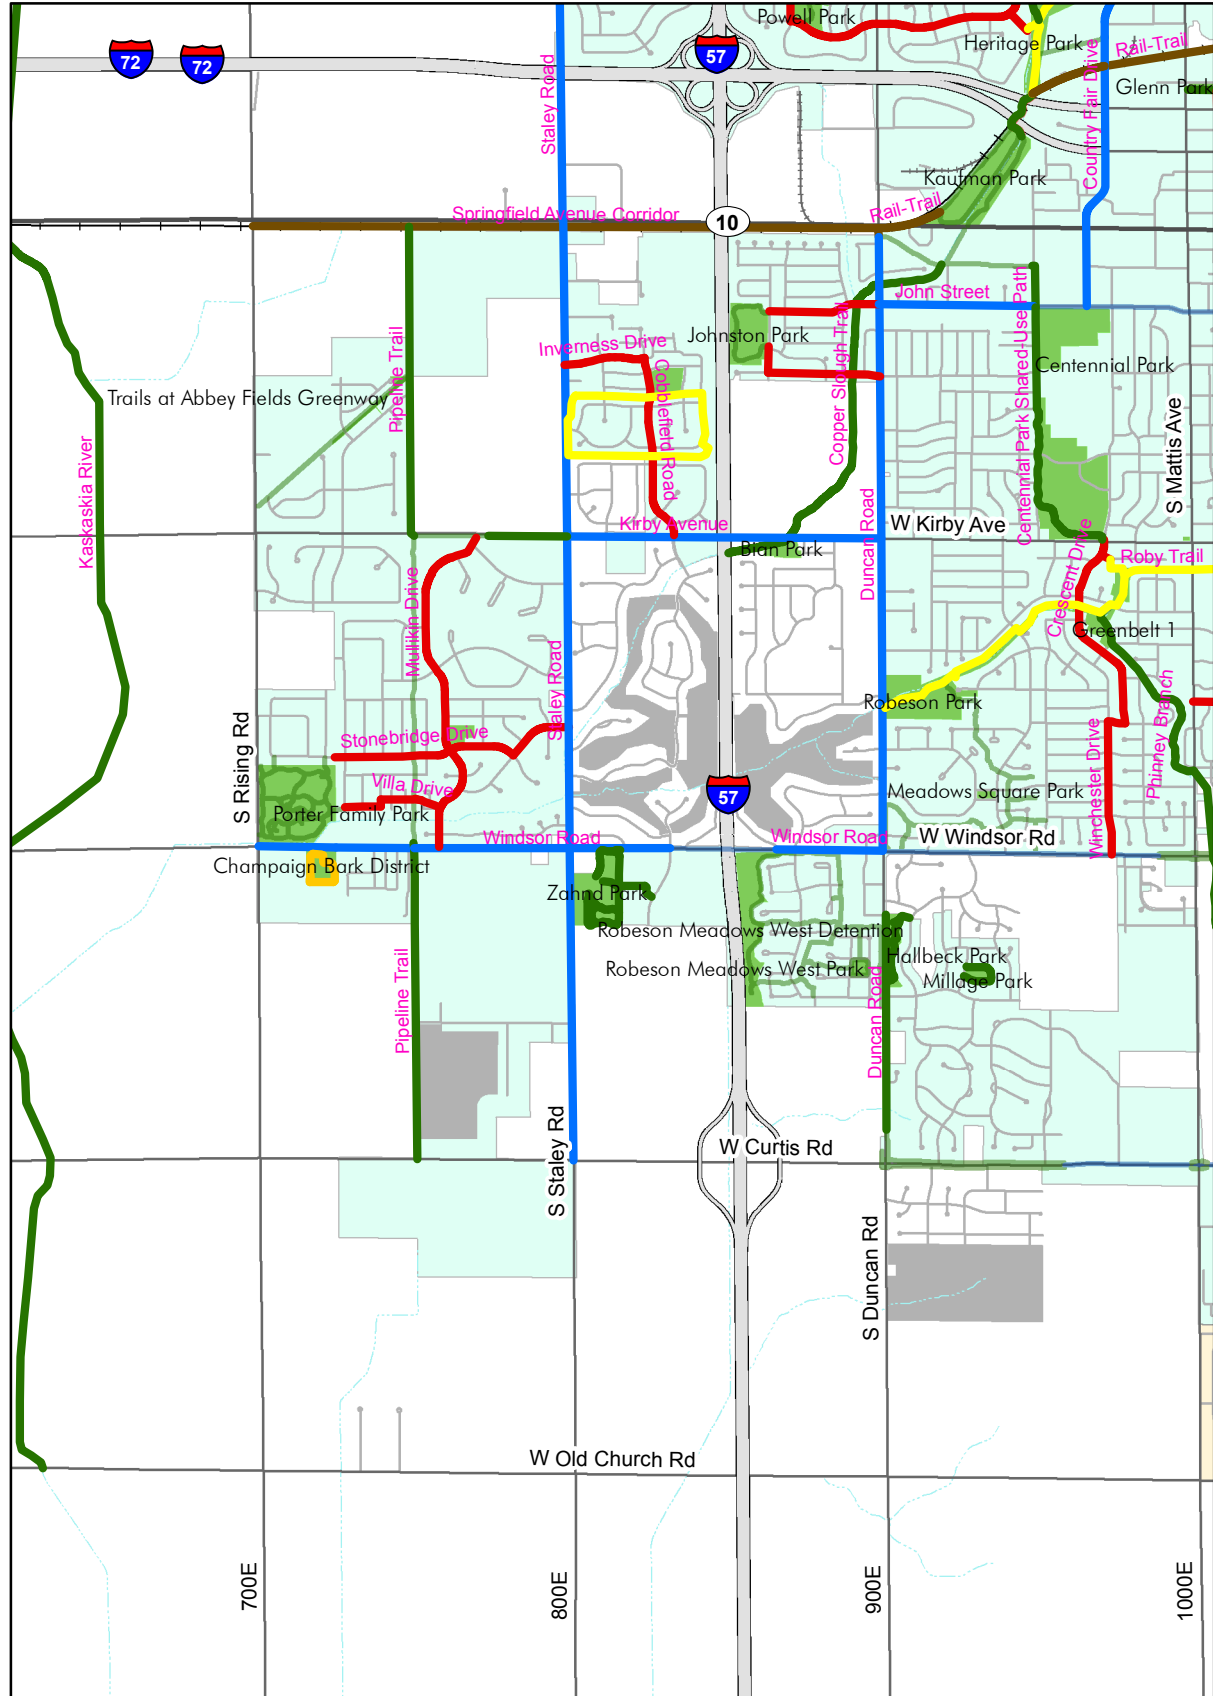 Powell Park
Heritage Park
Rail-Trail
57
72
72
Glenn Park
Staley Road
Country Fair Drive
Kaufman Park
Rail-Trail
Springfield Avenue Corridor
10
John Street
Johnston Park
Inverness Drive
Pipeline Trail
Copper Slough Trail
Centennial Park Shared-Use Path
Centennial Park
Trails at Abbey Fields Greenway
Cobblefield Road
S Mattis Ave
Kaskaskia River
Kirby Avenue
W Kirby Ave
Duncan Road
Bian Park
Roby Trail
Crescent Drive
Mullikin Drive
Greenbelt 1
Staley Road
Robeson Park
Phinney Branch
Stonebridge Drive
S Rising Rd
Villa Drive
57
Meadows Square Park
Winchester Drive
Porter Family Park
Windsor Road
Windsor Road
W Windsor Rd
Champaign Bark District
Zahnd Park
Robeson Meadows West Detention
Robeson Meadows West Park
Hallbeck Park
Millage Park
Pipeline Trail
Duncan Road
W Curtis Rd
S Staley Rd
S Duncan Rd
W Old Church Rd
700E
800E
900E
1000E